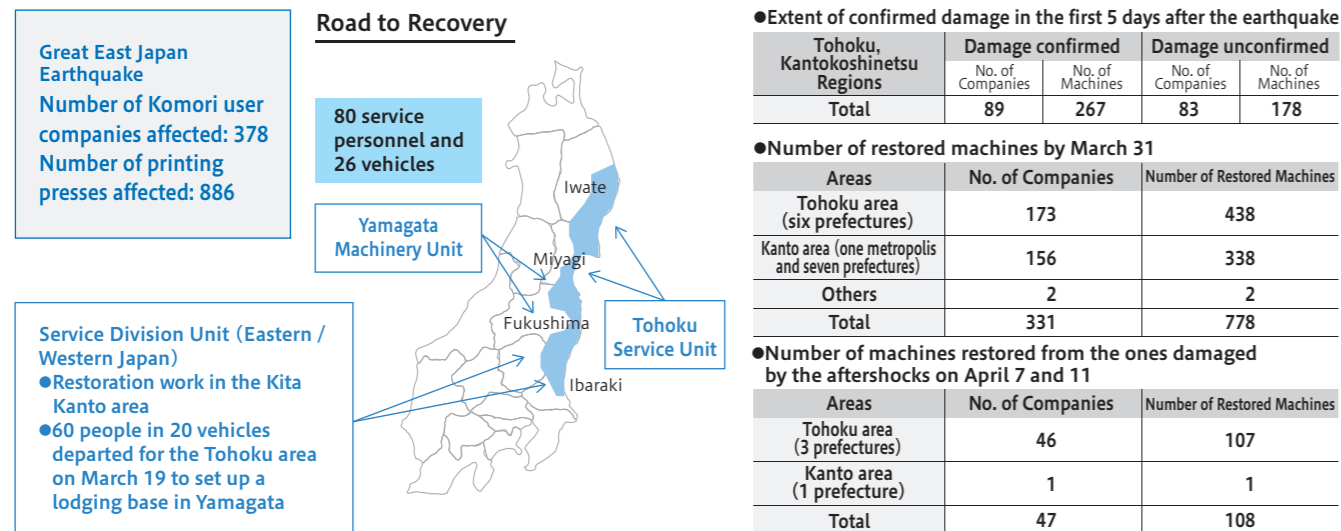 Great East Japan
Earthquake
Number of Komori user
companies affected: 378
Number of printing
presses affected: 886
Road to Recovery
80 service
personnel and
26 vehicles
Yamagata
Machinery Unit
Iwate
Miyagi
Fukushima
Ibaraki
Tohoku
Service Unit
Service Division Unit (Eastern /
Western Japan)
●Restoration work in the Kita
Kanto area
●60 people in 20 vehicles
departed for the Tohoku area
on March 19 to set up a
lodging base in Yamagata
●Extent of confirmed damage in the first 5 days after the earthquake
Tohoku,
Kantokoshinetsu
Regions
Damage confirmed Damage unconfirmed
No. of
Companies
No. of
Machines
No. of
Companies
No. of
Machines
Total 89 267 83 178
●Number of restored machines by March 31
Areas No. of Companies Number of Restored Machines
Tohoku area
(six prefectures)
173 438
Kanto area (one metropolis
and seven prefectures)
156 338
Others 2 2
Total 331 778
●Number of machines restored from the ones damaged
by the aftershocks on April 7 and 11
Areas No. of Companies Number of Restored Machines
Tohoku area
(3 prefectures)
46 107
Kanto area
(1 prefecture)
1 1
Total 47 108